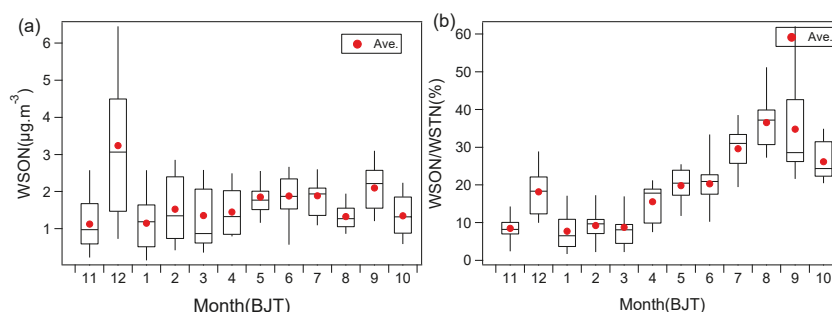 (a)
WSON(μg.m⁻³)
6
5
4
3
2
1
Ave.
11 12 1 2 3 4 5 6 7 8 9 10
Month(BJT)
(b)
WSON/WSTN(%)
60
50
40
30
20
10
0
Ave.
11 12 1 2 3 4 5 6 7 8 9 10
Month(BJT)